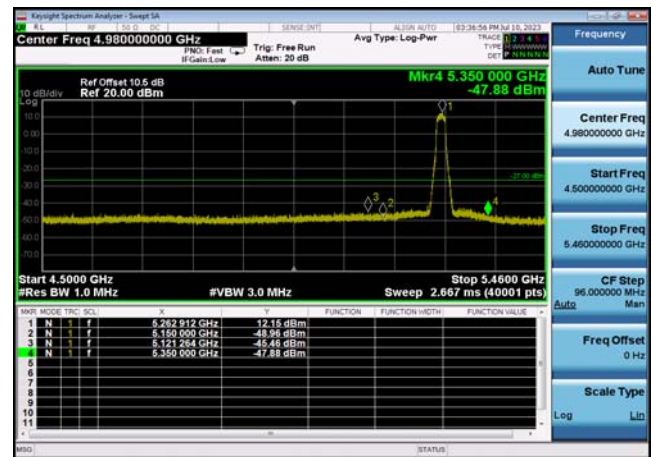 Keysight Spectrum Analyzer - Swept SA
RL RF 50 Ω DC SENSE:INT ALIGN AUTO 03:36:56 PM Jul 10, 2023
Center Freq 4.980000000 GHz
PNO: Fast
IFGain:Low
Trig: Free Run
Atten: 20 dB
Avg Type: Log-Pwr
TRACE 1 2 3 4 5 6
TYPE MWWWWW
DET P NNNNN
Ref Offset 10.5 dB
Ref 20.00 dBm
10 dB/div
Log
Mkr4 5.350 000 GHz
-47.88 dBm
10.0
0.00
-10.0
-20.0
-30.0
-40.0
-50.0
-60.0
-70.0
-27.00 dBm
1
3
2
4
Start 4.5000 GHz
#Res BW 1.0 MHz
#VBW 3.0 MHz
Stop 5.4600 GHz
Sweep 2.667 ms (40001 pts)
MKR MODE TRC SCL X Y FUNCTION FUNCTION WIDTH FUNCTION VALUE
1 N 1 f 5.262 912 GHz 12.15 dBm
2 N 1 f 5.150 000 GHz -48.96 dBm
3 N 1 f 5.121 264 GHz -45.46 dBm
4 N 1 f 5.350 000 GHz -47.88 dBm
5
6
7
8
9
10
11
MSG STATUS
Frequency
Auto Tune
Center Freq
4.980000000 GHz
Start Freq
4.500000000 GHz
Stop Freq
5.460000000 GHz
CF Step
96.000000 MHz
Auto Man
Freq Offset
0 Hz
Scale Type
Log Lin